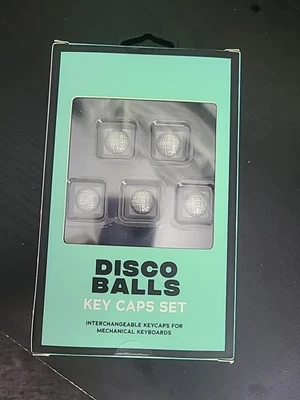 DISCO
BALLS
KEY CAPS SET
INTERCHANGEABLE KEYCAPS FOR
MECHANICAL KEYBOARDS